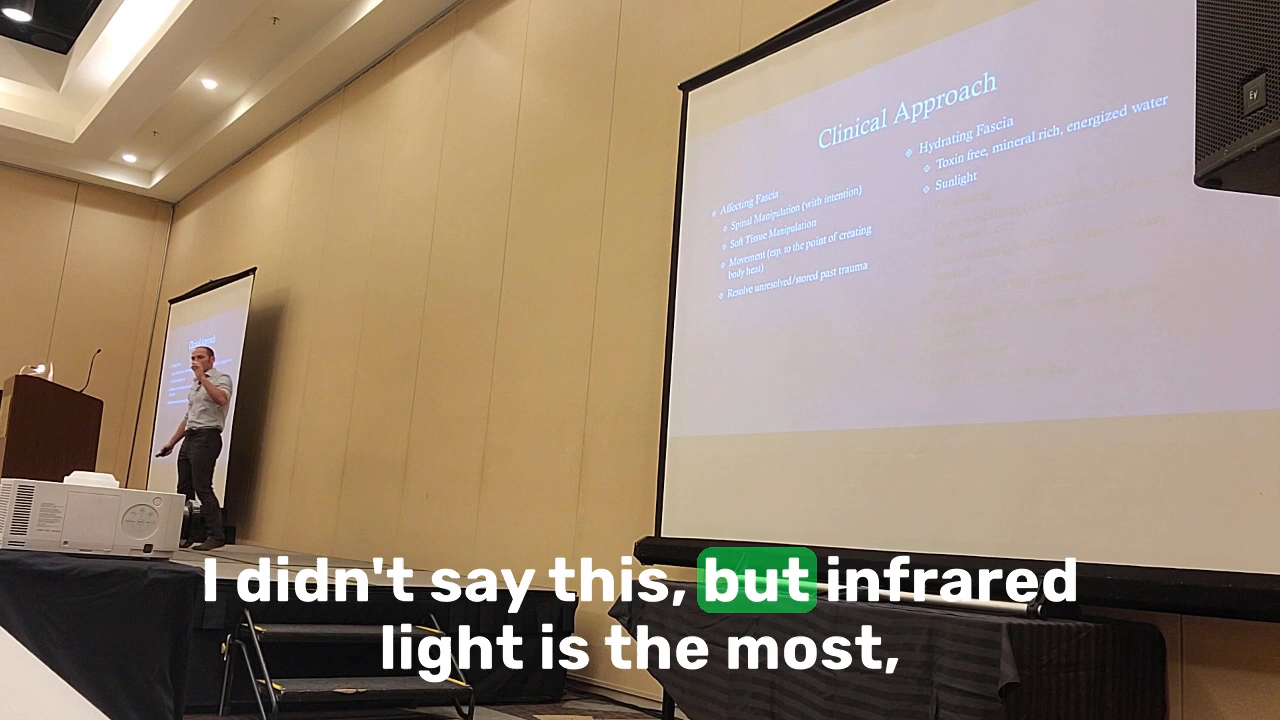 Clinical Approach
Affecting Fascia
Spinal Manipulation (with intention)
Soft Tissue Manipulation
Movement (esp. to the point of creating
body heat)
Resolve unresolved/stored past trauma
Hydrating Fascia
Toxin free, mineral rich, energized water
Sunlight
I didn't say this, but infrared
light is the most,